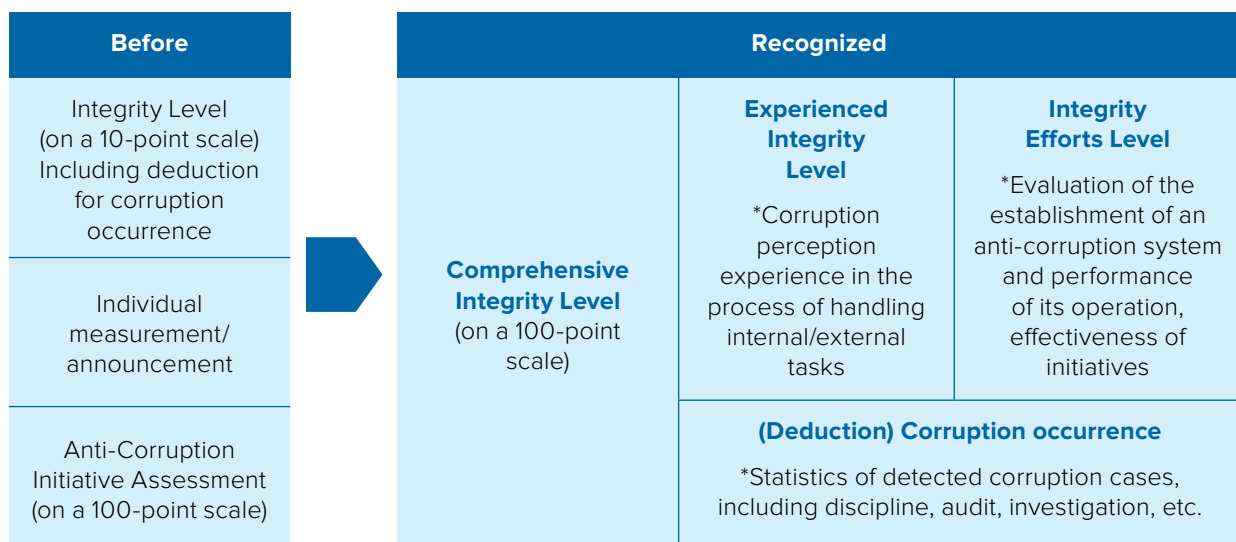 Before
Integrity Level
(on a 10-point scale)
Including deduction
for corruption
occurrence
Individual
measurement/
announcement
Anti-Corruption
Initiative Assessment
(on a 100-point scale)
Recognized
Comprehensive
Integrity Level
(on a 100-point
scale)
Experienced
Integrity
Level
*Corruption
perception
experience in the
process of handling
internal/external
tasks
Integrity
Efforts Level
*Evaluation of the
establishment of an
anti-corruption system
and performance
of its operation,
effectiveness of
initiatives
(Deduction) Corruption occurrence
*Statistics of detected corruption cases,
including discipline, audit, investigation, etc.